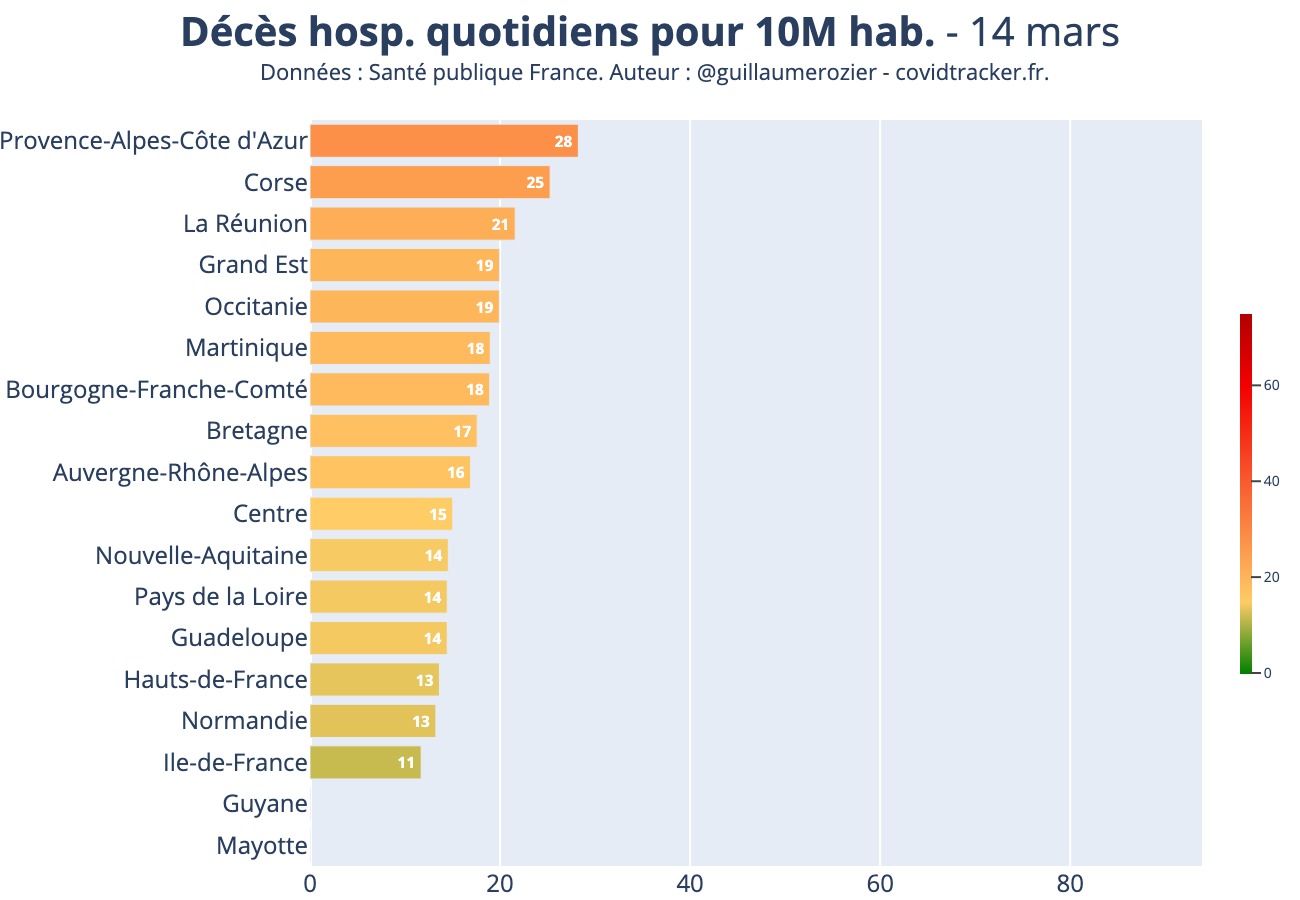 Décès hosp. quotidiens pour 10M hab. - 14 mars
Données : Santé publique France. Auteur : @guillaumerozier - covidtracker.fr.
Provence-Alpes-Côte d'Azur 28
Corse 25
La Réunion 21
Grand Est 19
Occitanie 19
Martinique 18
Bourgogne-Franche-Comté 18
Bretagne 17
Auvergne-Rhône-Alpes 16
Centre 15
Nouvelle-Aquitaine 14
Pays de la Loire 14
Guadeloupe 14
Hauts-de-France 13
Normandie 13
Ile-de-France 11
Guyane
Mayotte
0 20 40 60 80
60
40
20
0